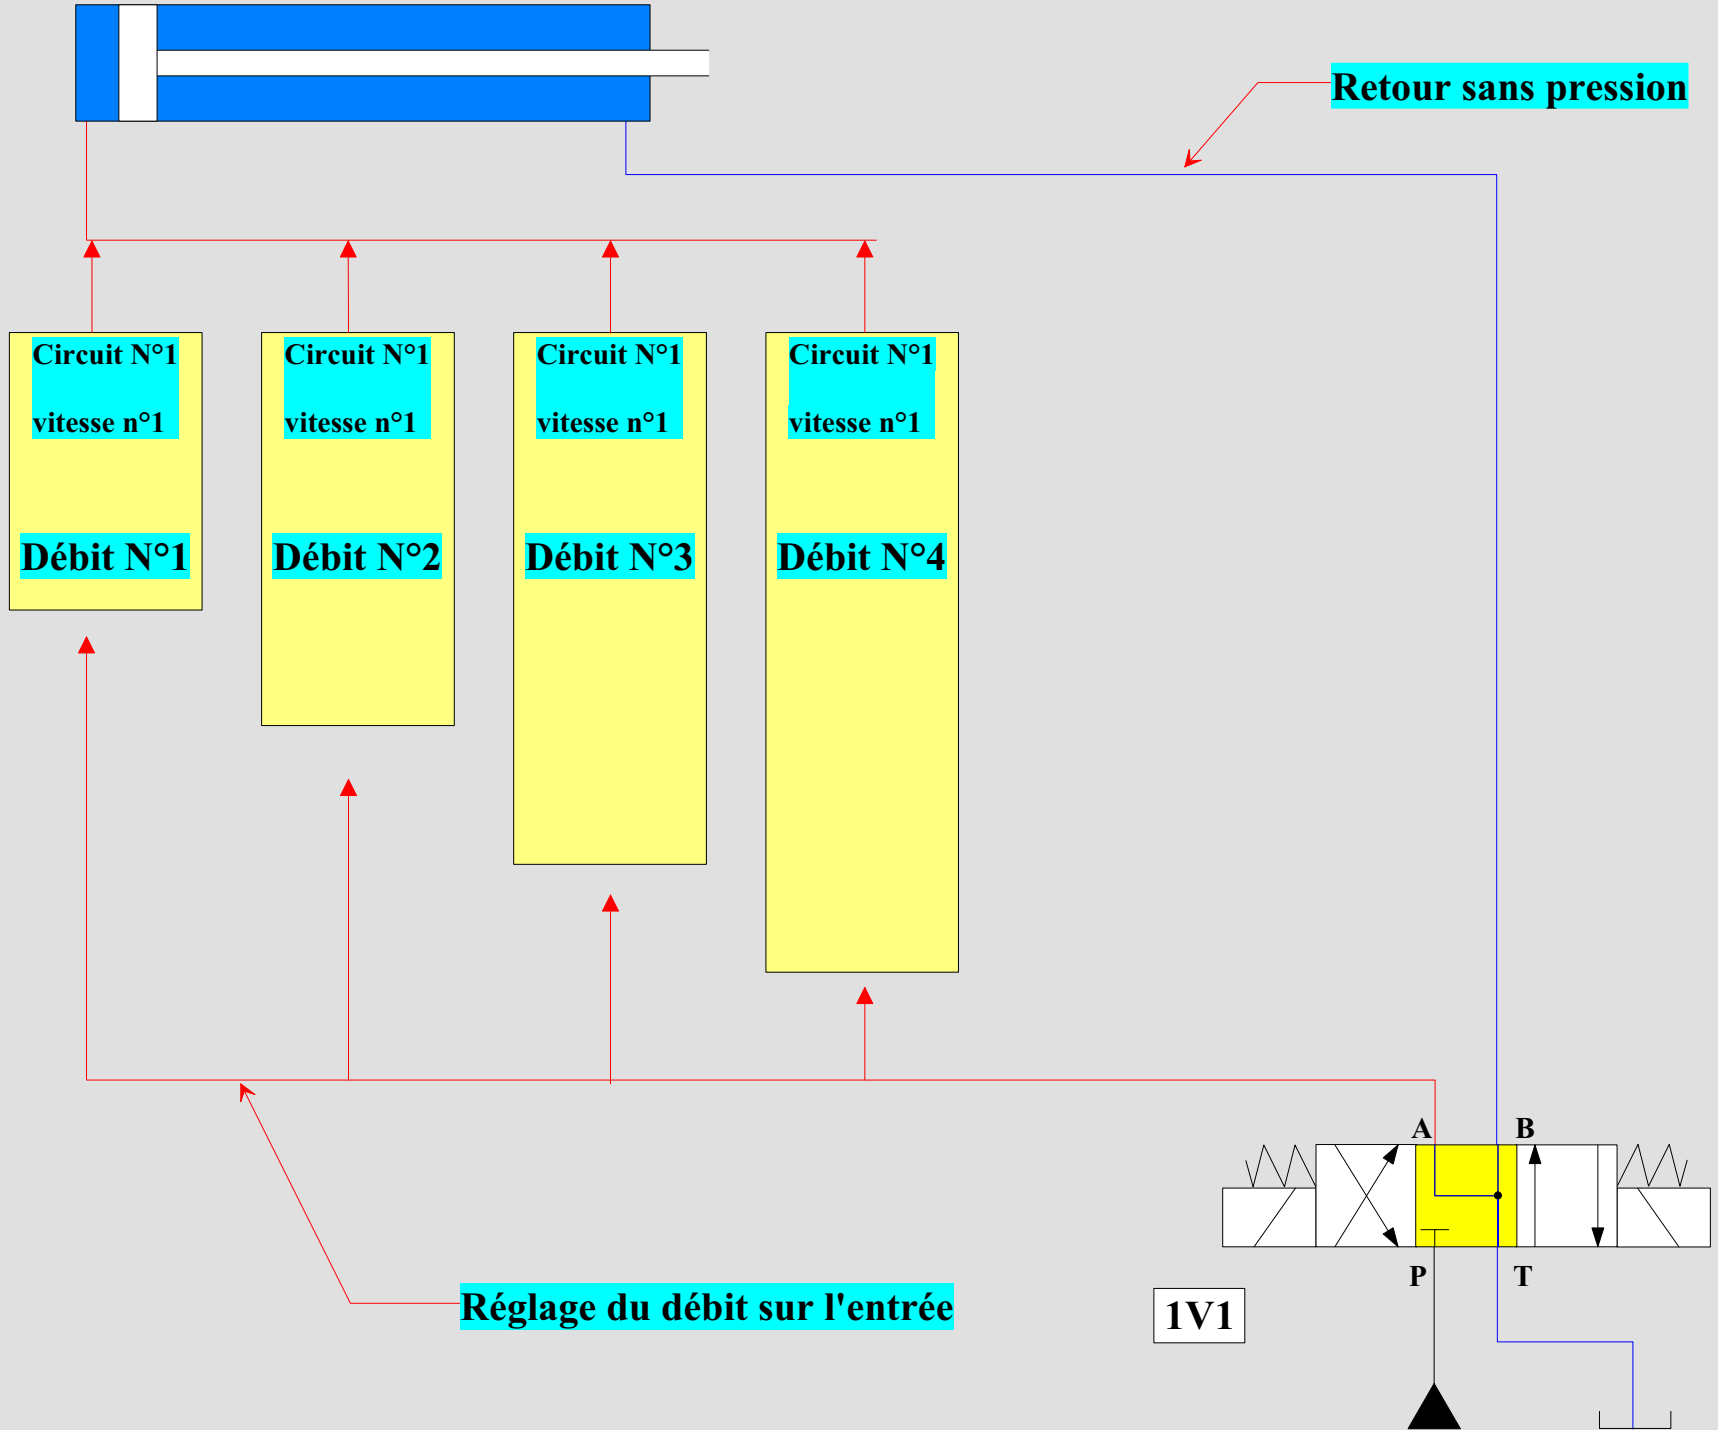 Retour sans pression
Circuit N°1
vitesse n°1
Débit N°1
Circuit N°1
vitesse n°1
Débit N°2
Circuit N°1
vitesse n°1
Débit N°3
Circuit N°1
vitesse n°1
Débit N°4
A B
P T
Réglage du débit sur l'entrée
1V1